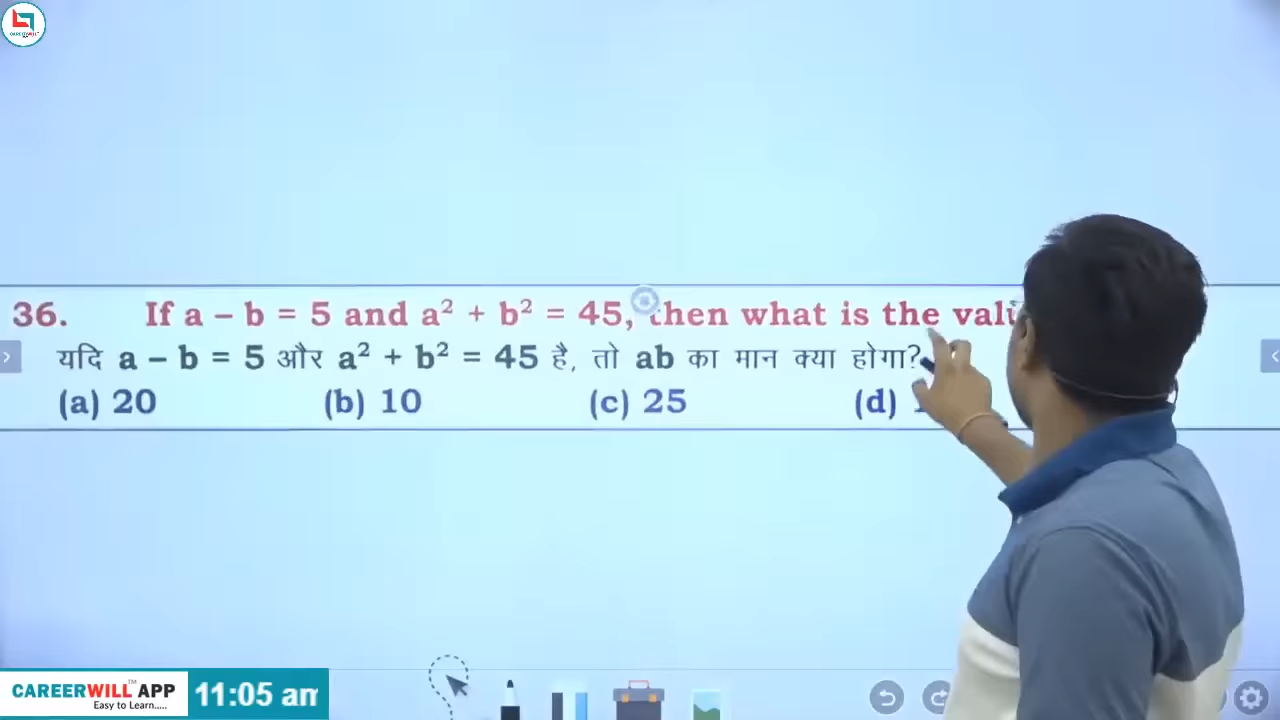 CAREERWILL
36. If a – b = 5 and a² + b² = 45, then what is the
यदि a – b = 5 और a² + b² = 45 है, तो ab का मान क्या होगा?
(a) 20 (b) 10 (c) 25 (d)
CAREERWILL™ APP
Easy to Learn.....
11:05 am